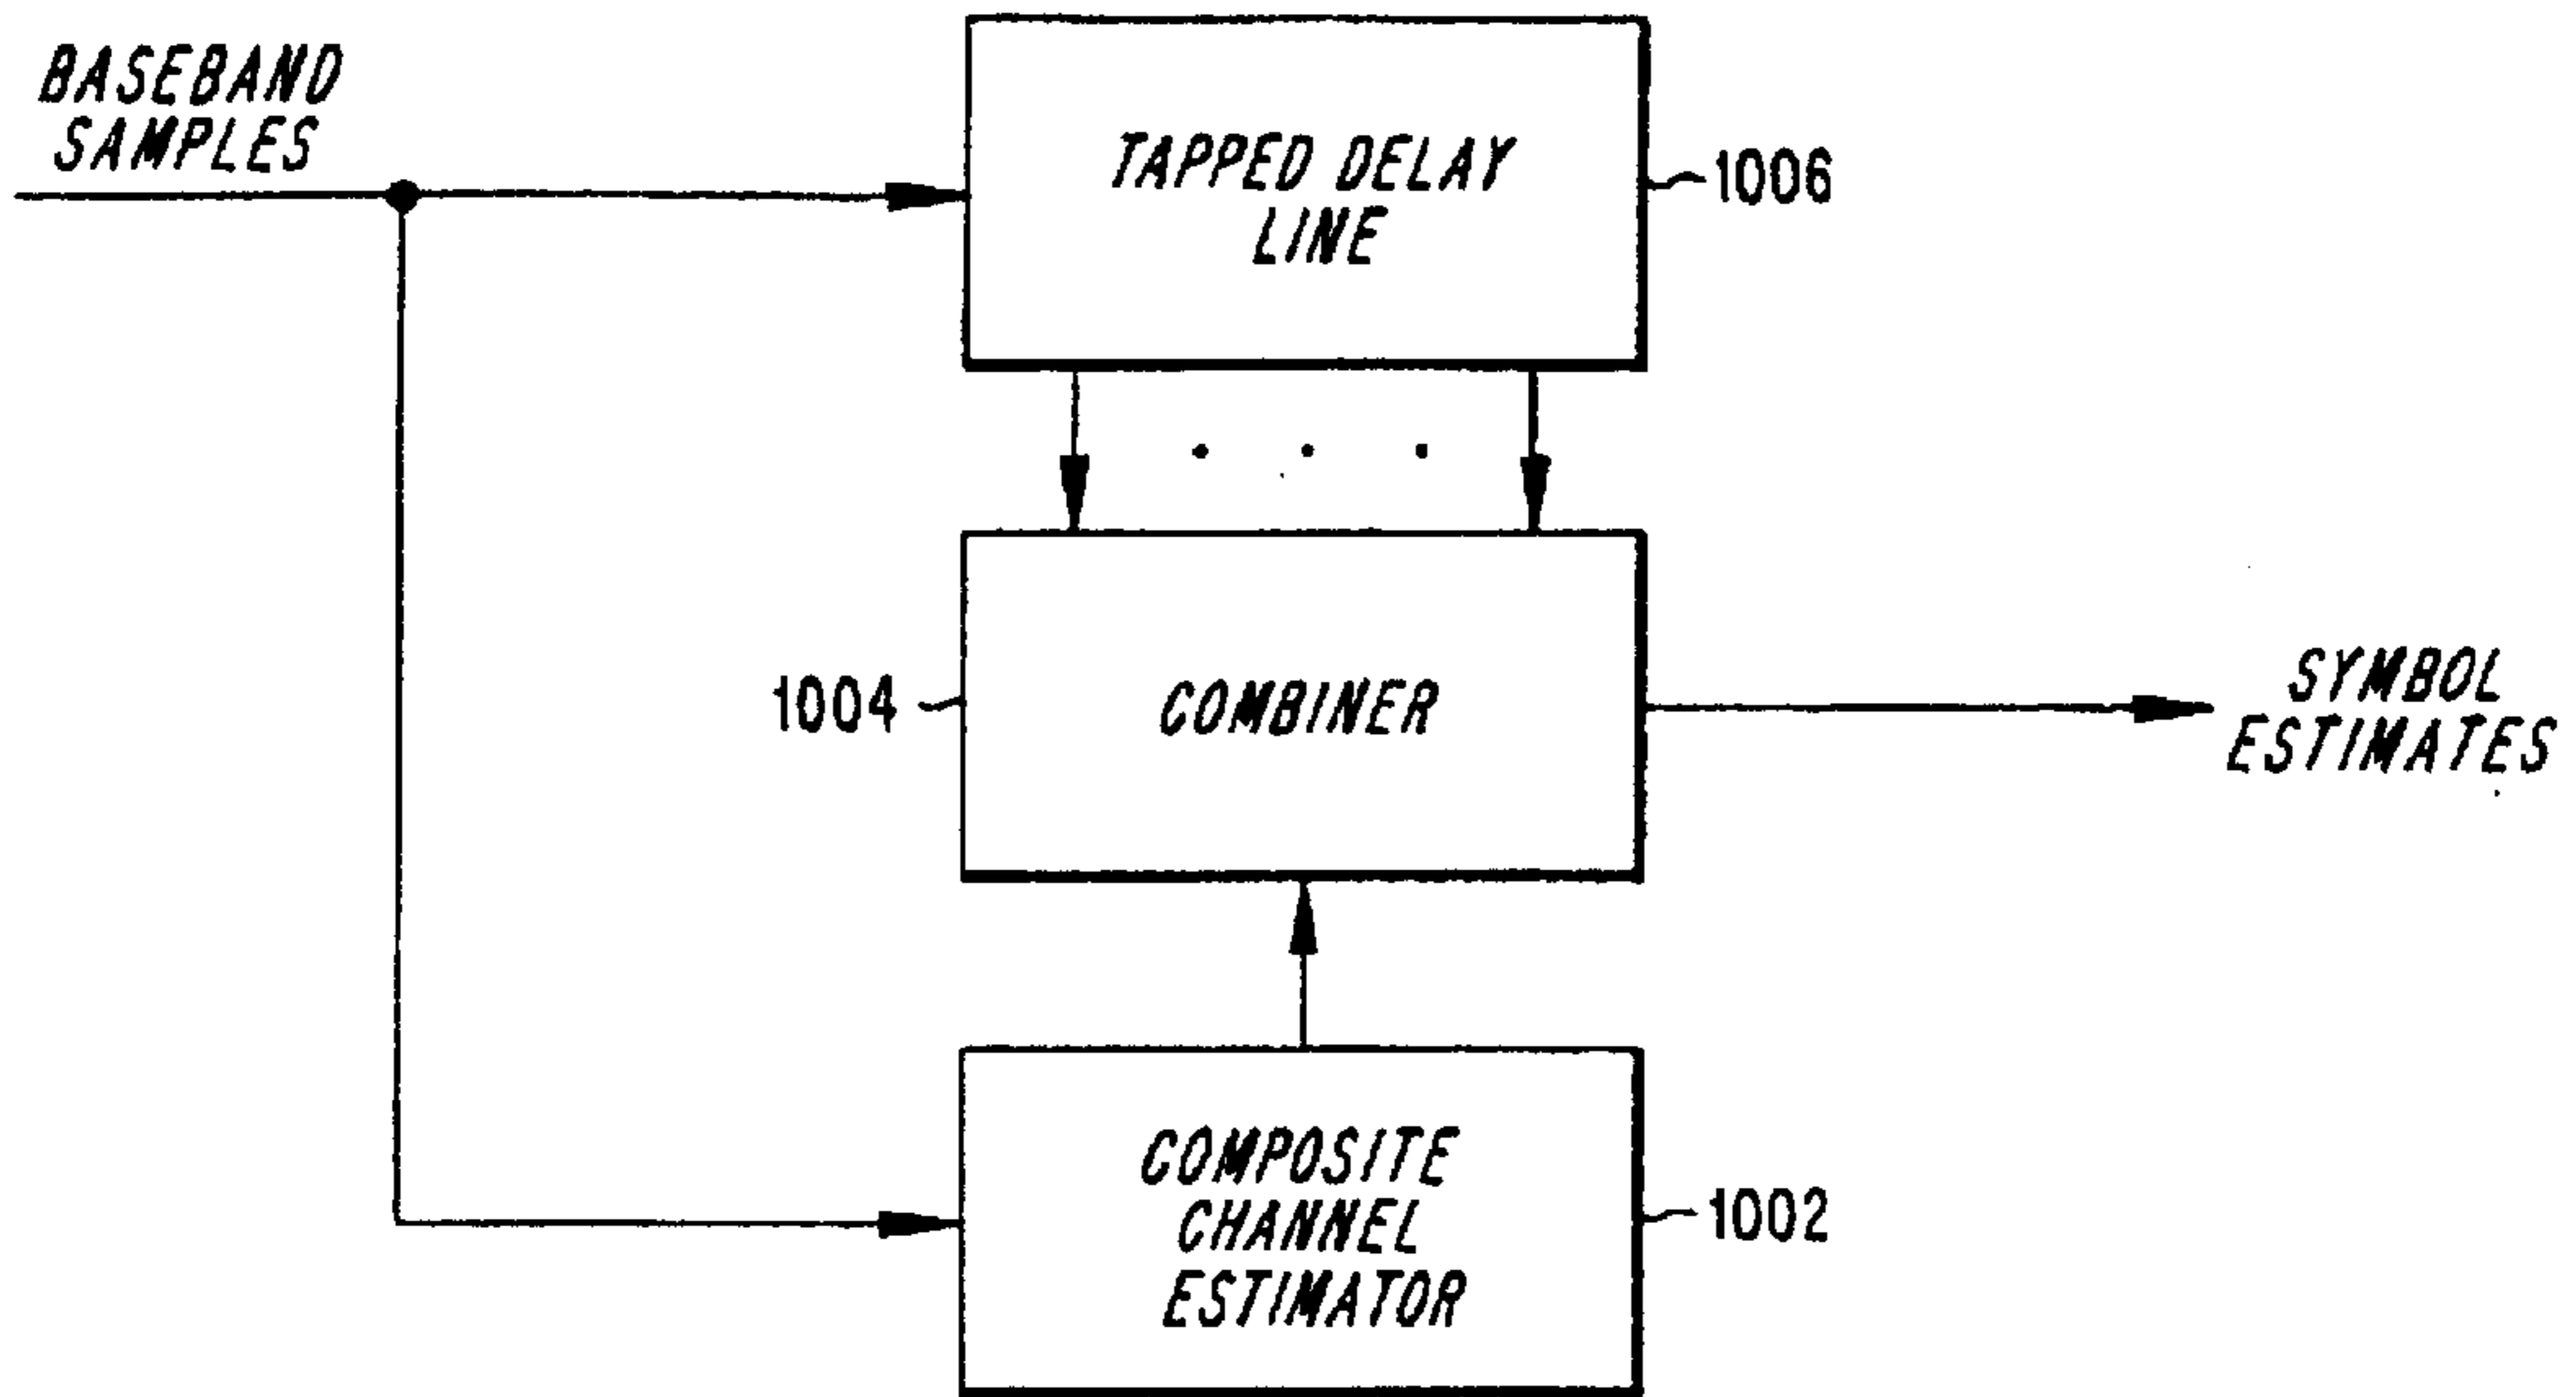 BASEBAND
SAMPLES
TAPPED DELAY
LINE
1006
1004
COMBINER
SYMBOL
ESTIMATES
COMPOSITE
CHANNEL
ESTIMATOR
1002